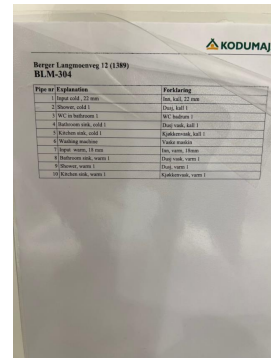 KODUMAJ
Berger Langmoenveg 12 (1389)
BLM-304
Pipe nr Explanation Forklaring
1 Input cold , 22 mm Inn, kald, 22 mm
2 Shower, cold 1 Dusj, kald 1
3 WC in bathroom 1 WC badrom 1
4 Bathroom sink, cold 1 Dusj vask, kald 1
5 Kitchen sink, cold 1 Kjøkkenvask, kald 1
6 Washing machine Vaske maskin
7 Input warm, 18 mm Inn, varm, 18mm
8 Bathroom sink, warm 1 Dusj vask, varm 1
9 Shower, warm 1 Dusj, varm 1
10 Kitchen sink, warm 1 Kjøkkenvask, varm 1